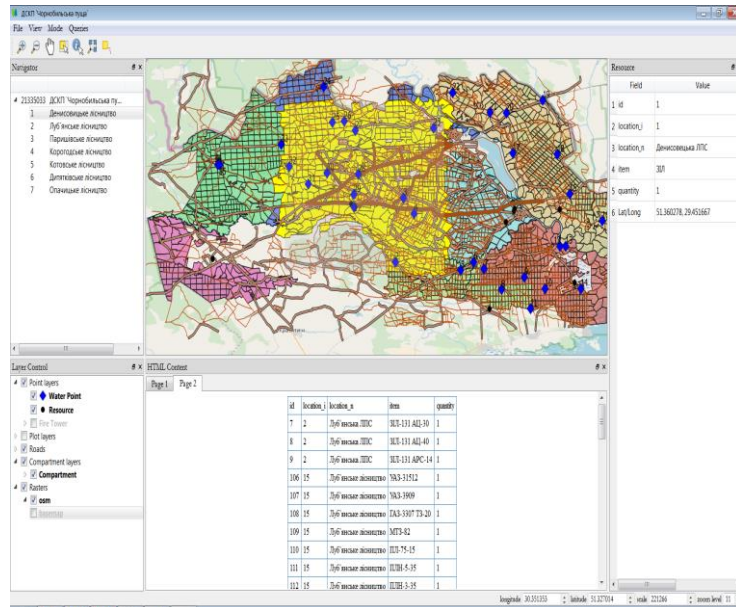 ДСКП 'Чорнобильська пуща'
File View Mode Queries
Navigator
21335033 ДСКП 'Чорнобильська пу...
1 Денисовицьке лісництво
2 Луб'янське лісництво
3 Паришівське лісництво
4 Корогодське лісництво
5 Котовське лісництво
6 Дитятківське лісництво
7 Опачицьке лісництво
Resource
Field Value
1 id 1
2 location_i 1
3 location_n Денисовецька ЛПС
4 item ЗІЛ
5 quantity 1
6 Lat/Long 51.360278, 29.451667
Layer Control
Point layers
Water Point
Resource
Fire Tower
Plot layers
Roads
Compartment layers
Compartment
Rasters
osm
basemap
HTML Content
Page 1 Page 2
id location_i location_n item quantity
7 2 Луб'янська ЛПС ЗІЛ-131 АЦ-30 1
8 2 Луб'янська ЛПС ЗІЛ-131 АЦ-40 1
9 2 Луб'янська ЛПС ЗІЛ-131 АРС-14 1
106 15 Луб'янське лісництво УАЗ-31512 1
107 15 Луб'янське лісництво УАЗ-3909 1
108 15 Луб'янське лісництво ГАЗ-3307 ТЗ-20 1
109 15 Луб'янське лісництво МТЗ-82 1
110 15 Луб'янське лісництво ПЛ-75-15 1
111 15 Луб'янське лісництво ПЛН-5-35 1
112 15 Луб'янське лісництво ПЛН-3-35 1
longitude 30.351353 latitude 51.327014 scale 221266 zoom level 11